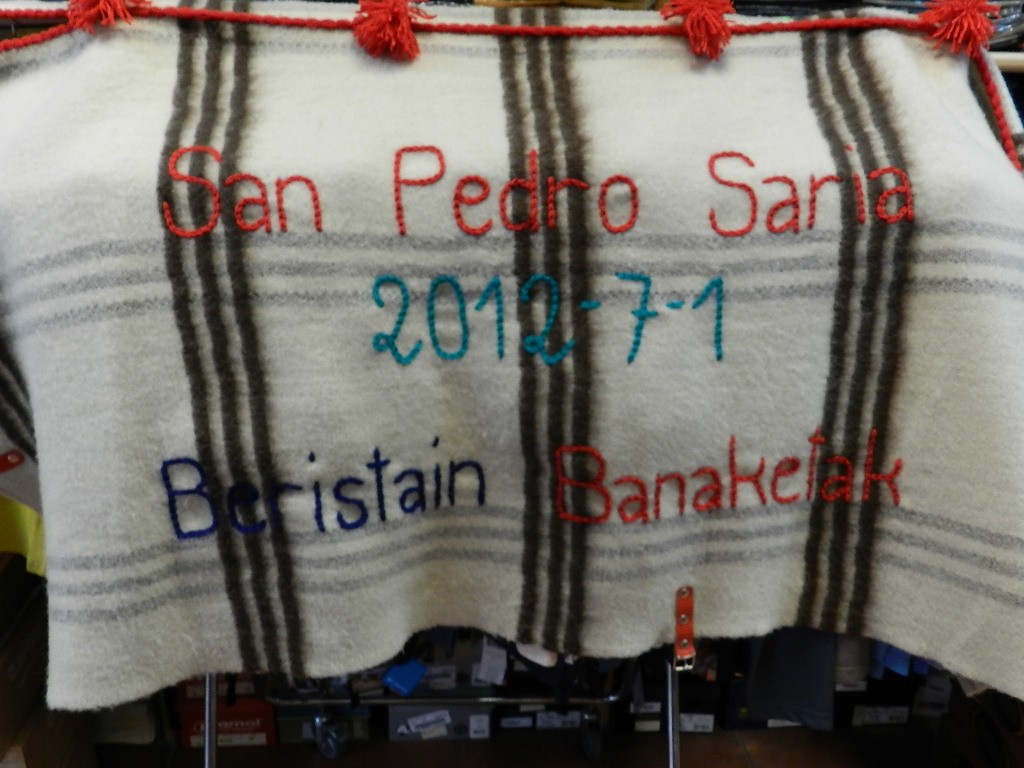 San Pedro Saria
2012-7-1
Beristain Banaketak